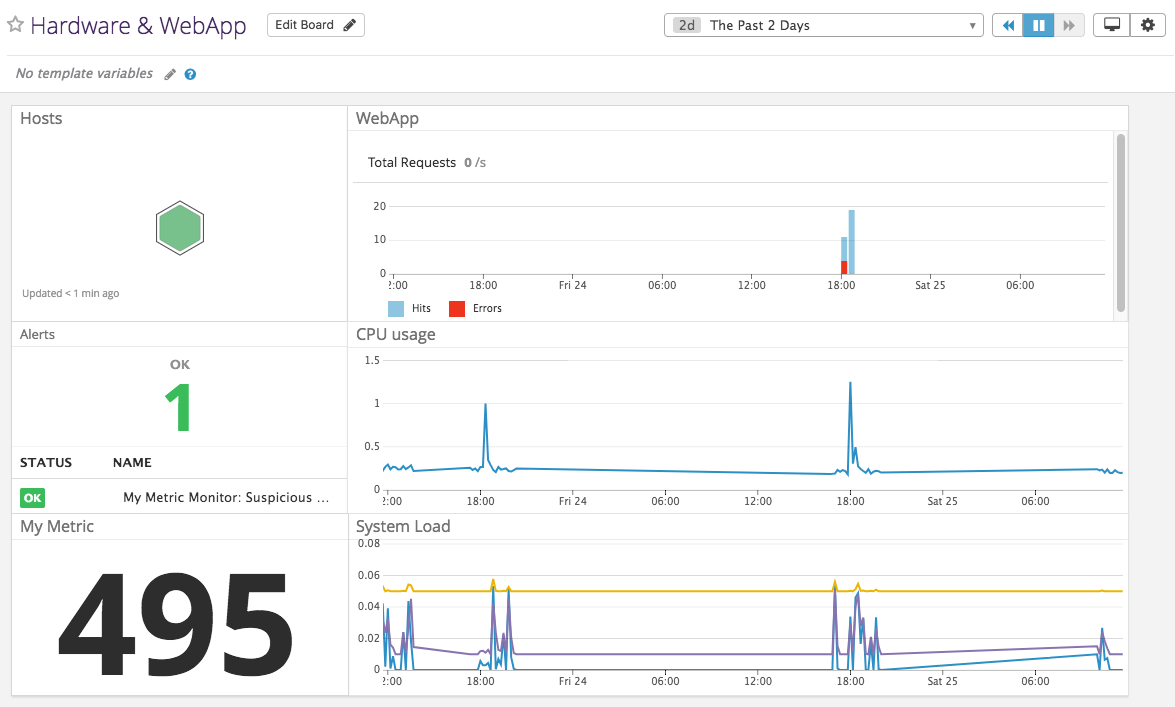 Hardware & WebApp
Edit Board
2d The Past 2 Days
No template variables
?
Hosts
Updated < 1 min ago
WebApp
Total Requests 0 /s
20
10
0
2:00 18:00 Fri 24 06:00 12:00 18:00 Sat 25 06:00
Hits Errors
Alerts
OK
1
STATUS NAME
OK My Metric Monitor: Suspicious ...
CPU usage
1.5
1
0.5
0
2:00 18:00 Fri 24 06:00 12:00 18:00 Sat 25 06:00
My Metric
495
System Load
0.08
0.06
0.04
0.02
0
2:00 18:00 Fri 24 06:00 12:00 18:00 Sat 25 06:00